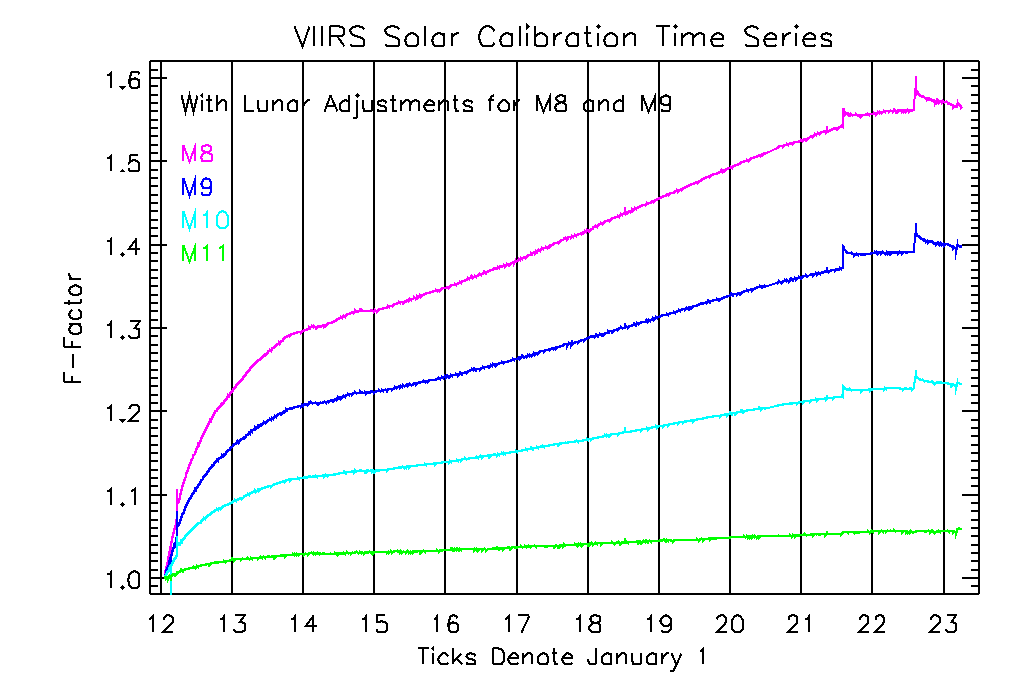 VIIRS Solar Calibration Time Series
1.6
With Lunar Adjustments for M8 and M9
M8
1.5
M9
M10
1.4
M11
F-Factor
1.3
1.2
1.1
1.0
12 13 14 15 16 17 18 19 20 21 22 23
Ticks Denote January 1